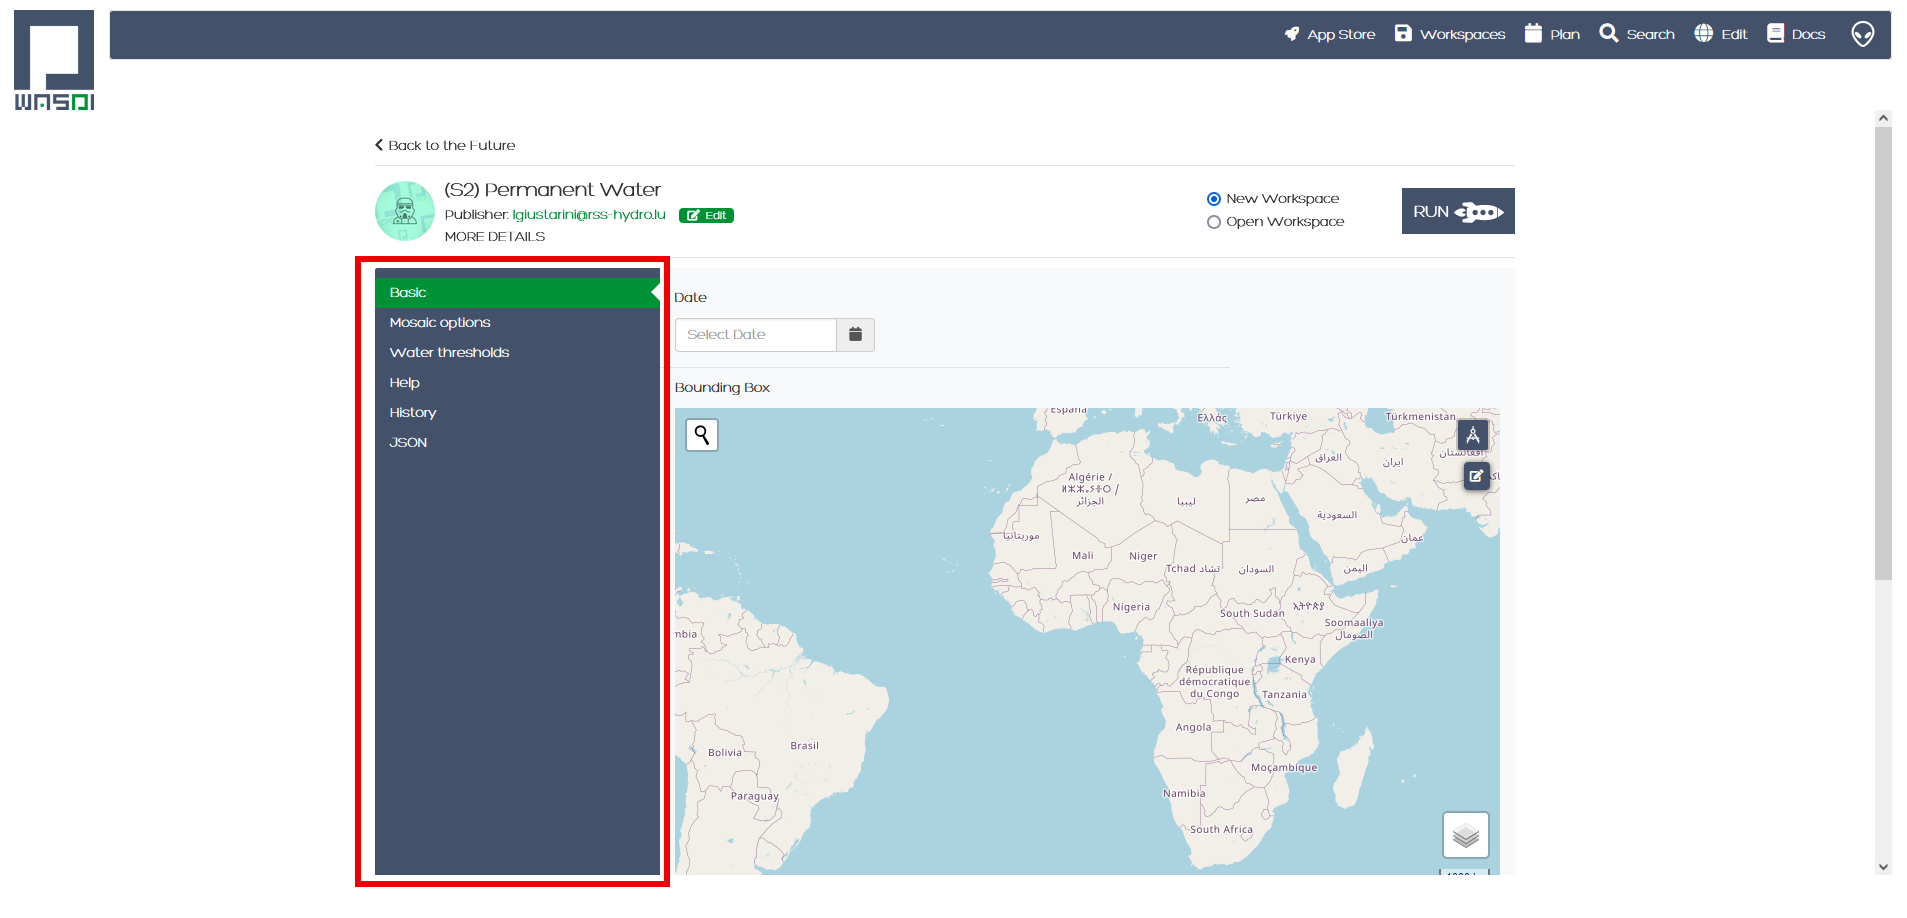 App Store Workspaces Plan Search Edit Docs
WASDI
Back to the Future
(S2) Permanent Water
Publisher: lgiustarini@rss-hydro.lu Edit
MORE DETAILS
New Workspace
Open Workspace
RUN
Basic
Mosaic options
Water thresholds
Help
History
JSON
Date
Select Date
Bounding Box
España
Ελλάς
Türkiye
Türkmenistan
العراق
ایران
Algérie /
الجزائر
ليبيا
مصر
السعودية
موريتانيا
عمان
Mali
Niger
Tchad تشاد
السودان
اليمن
Nigeria
South Sudan
Soomaaliya
الصومال
mbia
Kenya
République
démocratique
du Congo
Tanzania
Angola
Brasil
Bolivia
Moçambique
Paraguay
Namibia
South Africa